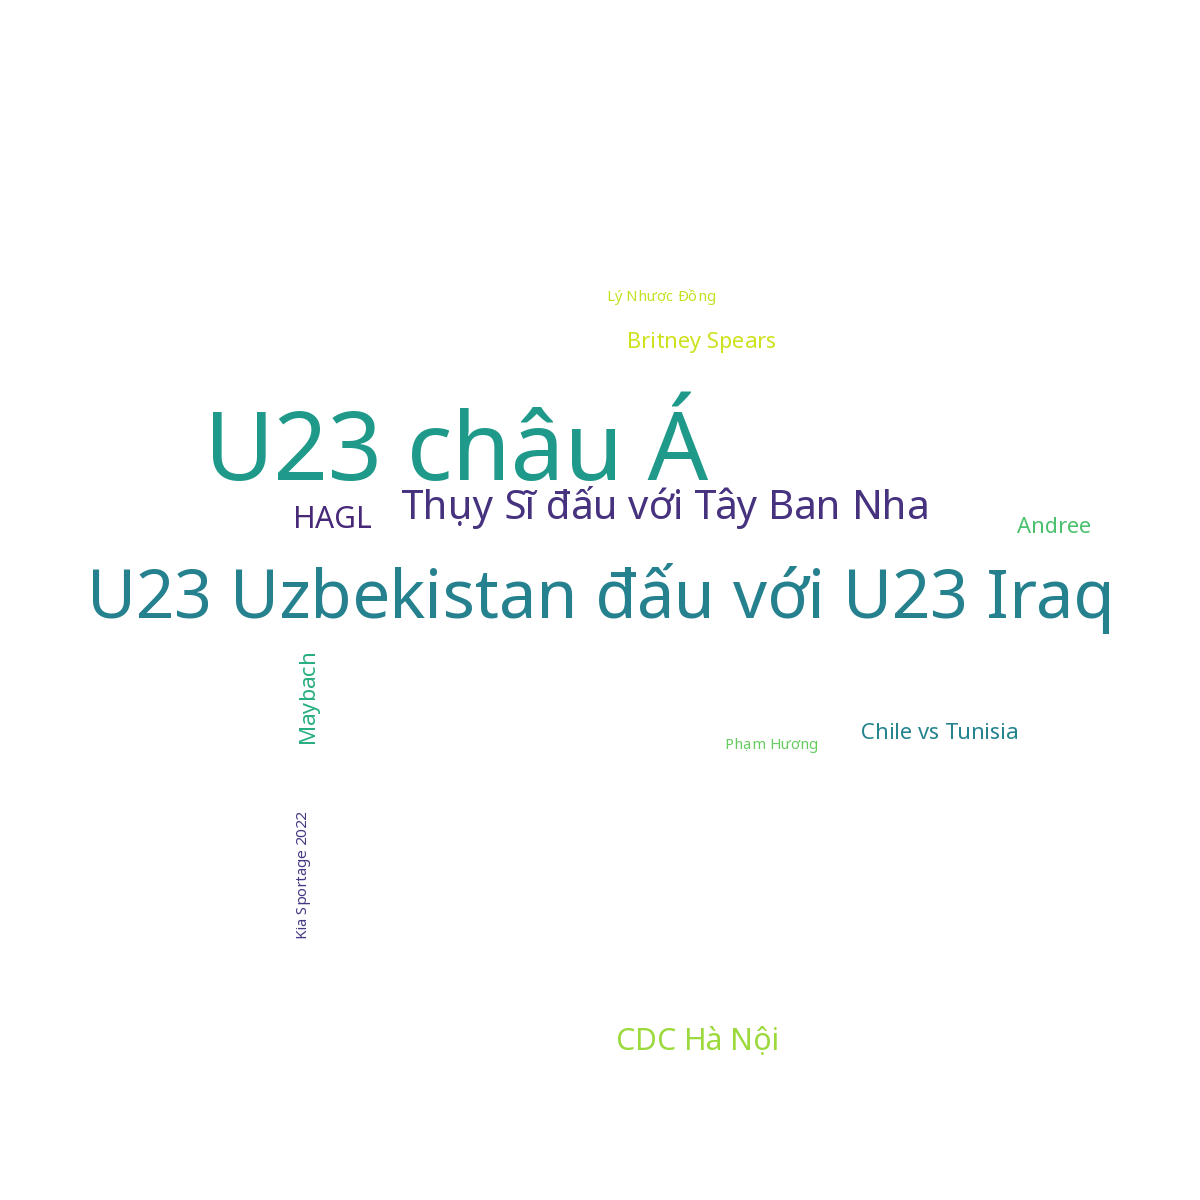 Lý Nhược Đồng
Britney Spears
U23 châu Á
Thụy Sĩ đấu với Tây Ban Nha
HAGL
Andree
U23 Uzbekistan đấu với U23 Iraq
Maybach
Chile vs Tunisia
Phạm Hương
Kia Sportage 2022
CDC Hà Nội